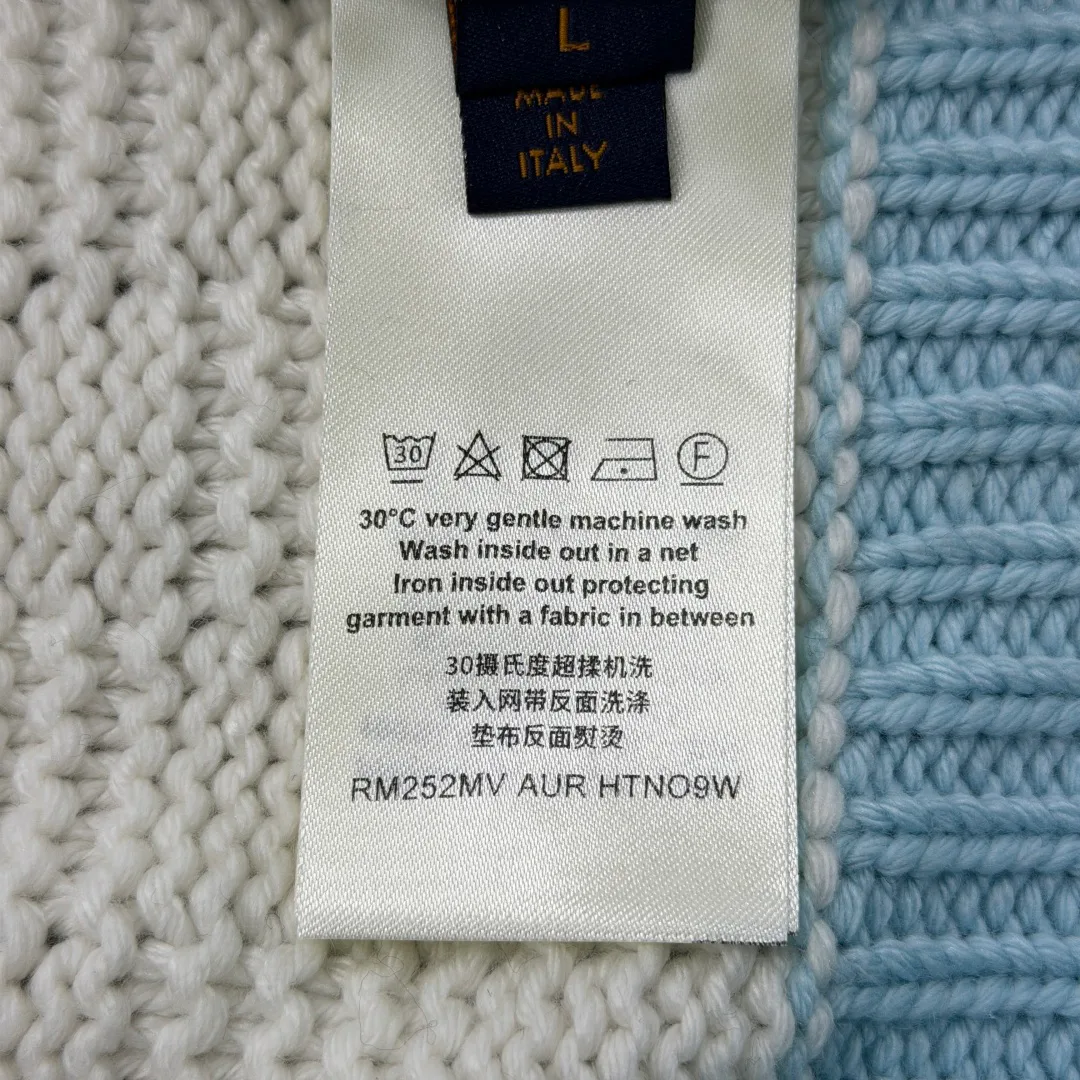 L
MADE
IN
ITALY
30 F
30°C very gentle machine wash
Wash inside out in a net
Iron inside out protecting
garment with a fabric in between
30摄氏度超揉机洗
装入网带反面洗涤
垫布反面熨烫
RM252MV AUR HTNO9W